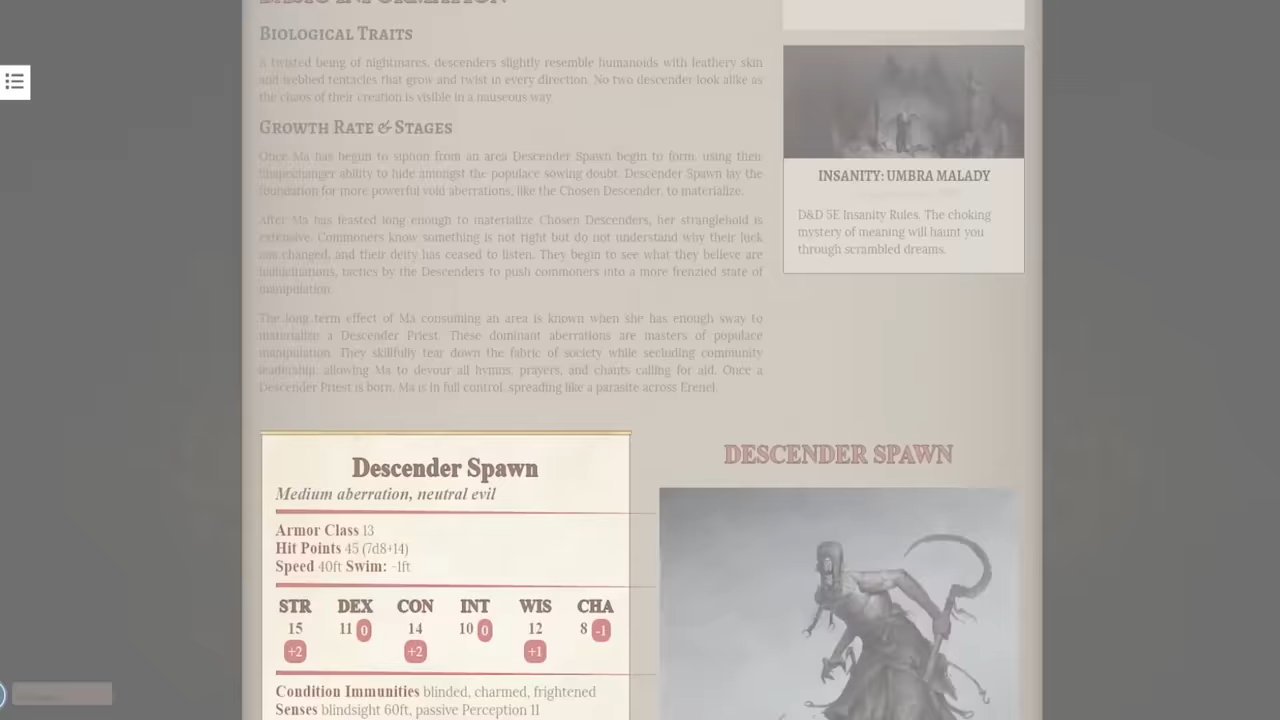 BASIC INFORMATION
BIOLOGICAL TRAITS
A twisted being of nightmares, descenders slightly resemble humanoids with leathery skin
and webbed tentacles that grow and twist in every direction. No two descender look alike as
the chaos of their creation is visible in a nauseous way.
GROWTH RATE & STAGES
Once Ma has begun to siphon from an area Descender Spawn begin to form, using their
shapechanger ability to hide amongst the populace sowing doubt. Descender Spawn lay the
foundation for more powerful void aberrations, like the Chosen Descender, to materialize.
After Ma has feasted long enough to materialize Chosen Descenders, her stranglehold is
extensive. Commoners know something is not right but do not understand why their luck
has changed, and their deity has ceased to listen. They begin to see what they believe are
hallucinations, tactics by the Descenders to push commoners into a more frenzied state of
manipulation.
The long term effect of Ma consuming an area is known when she has enough sway to
materialize a Descender Priest. These dominant aberrations are masters of populace
manipulation. They skillfully tear down the fabric of society while secluding community
leadership, allowing Ma to devour all hymns, prayers, and chants calling for aid. Once a
Descender Priest is born, Ma is in full control, spreading like a parasite across Erenel.
INSANITY: UMBRA MALADY
D&D 5E Insanity Rules. The choking
mystery of meaning will haunt you
through scrambled dreams.
Descender Spawn
Medium aberration, neutral evil
Armor Class 13
Hit Points 45 (7d8+14)
Speed 40ft Swim: -1ft
STR DEX CON INT WIS CHA
15 11 0 14 10 0 12 8 -1
+2 +2 +1
Condition Immunities blinded, charmed, frightened
Senses blindsight 60ft, passive Perception 11
DESCENDER SPAWN